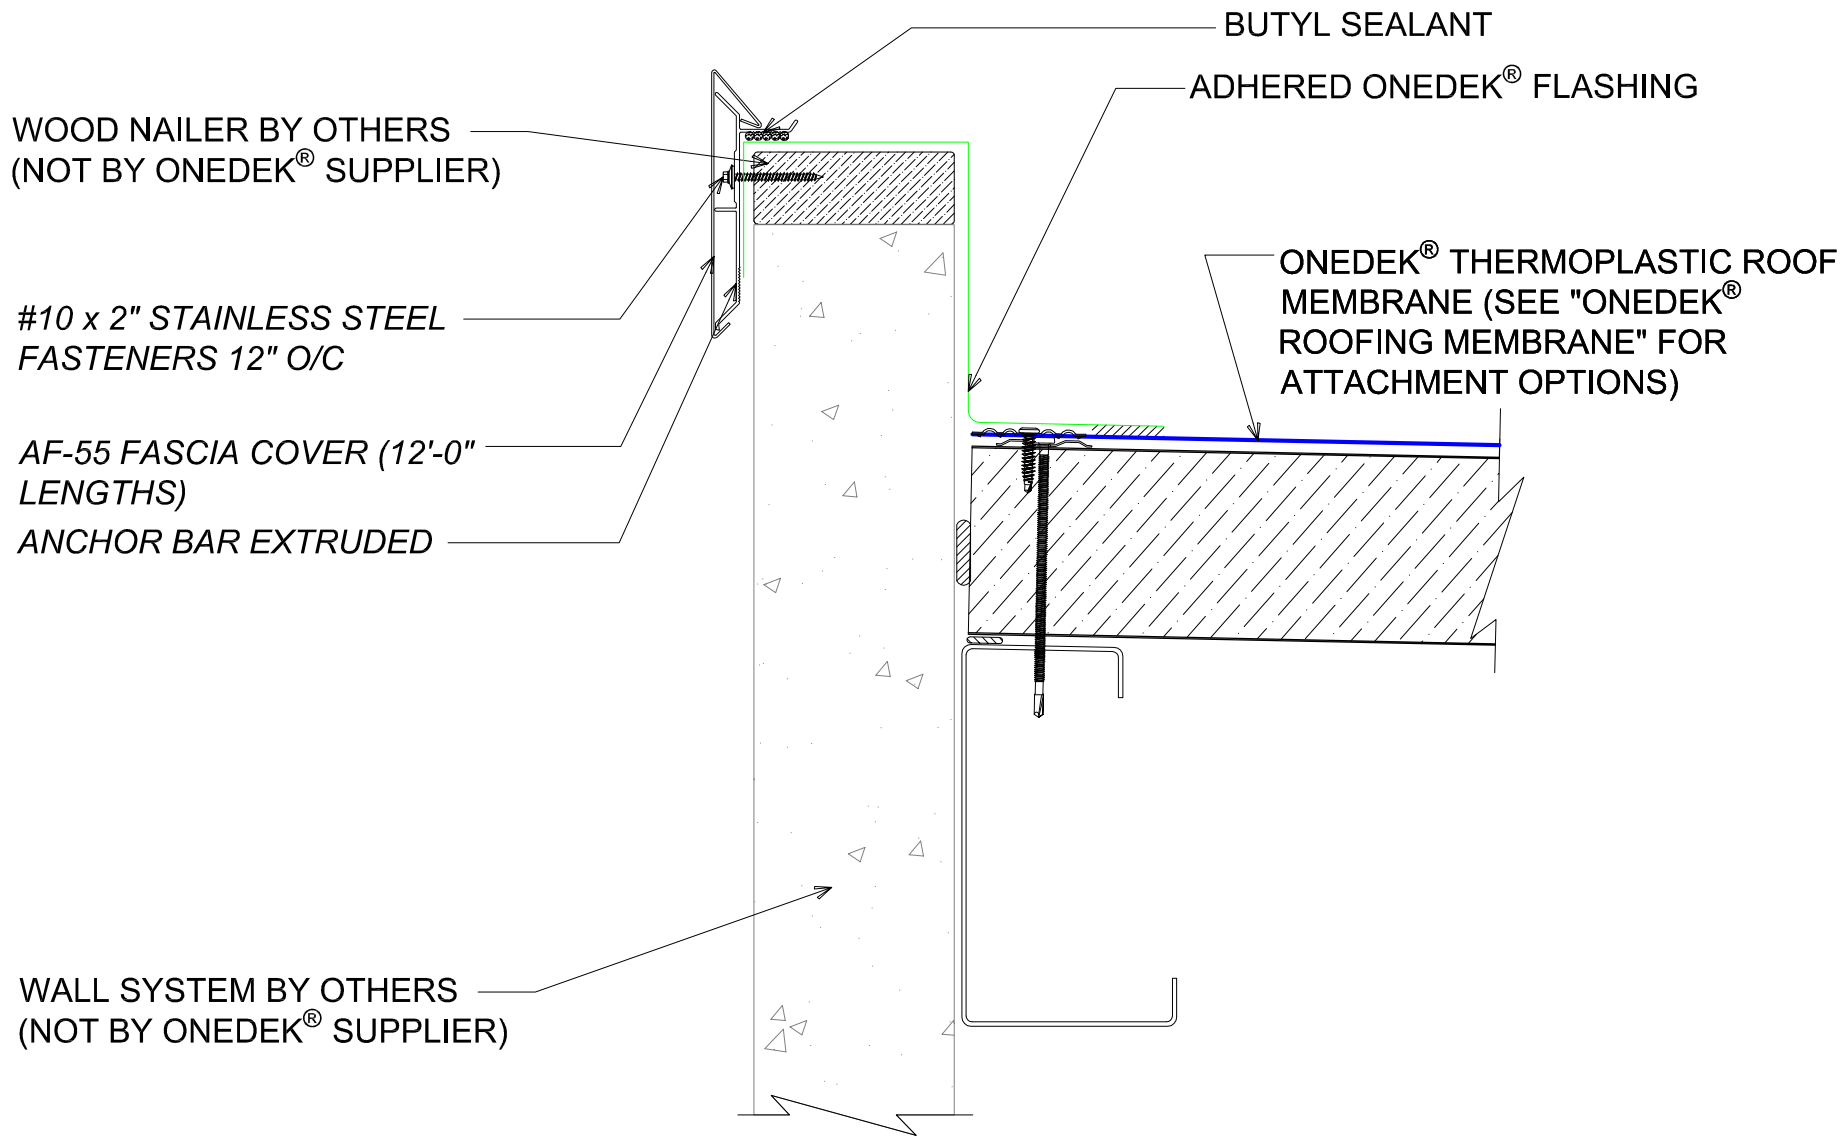 BUTYL SEALANT
ADHERED ONEDEK® FLASHING
WOOD NAILER BY OTHERS
(NOT BY ONEDEK® SUPPLIER)
ONEDEK® THERMOPLASTIC ROOF
MEMBRANE (SEE "ONEDEK®
ROOFING MEMBRANE" FOR
ATTACHMENT OPTIONS)
#10 x 2" STAINLESS STEEL
FASTENERS 12" O/C
AF-55 FASCIA COVER (12'-0"
LENGTHS)
ANCHOR BAR EXTRUDED
WALL SYSTEM BY OTHERS
(NOT BY ONEDEK® SUPPLIER)